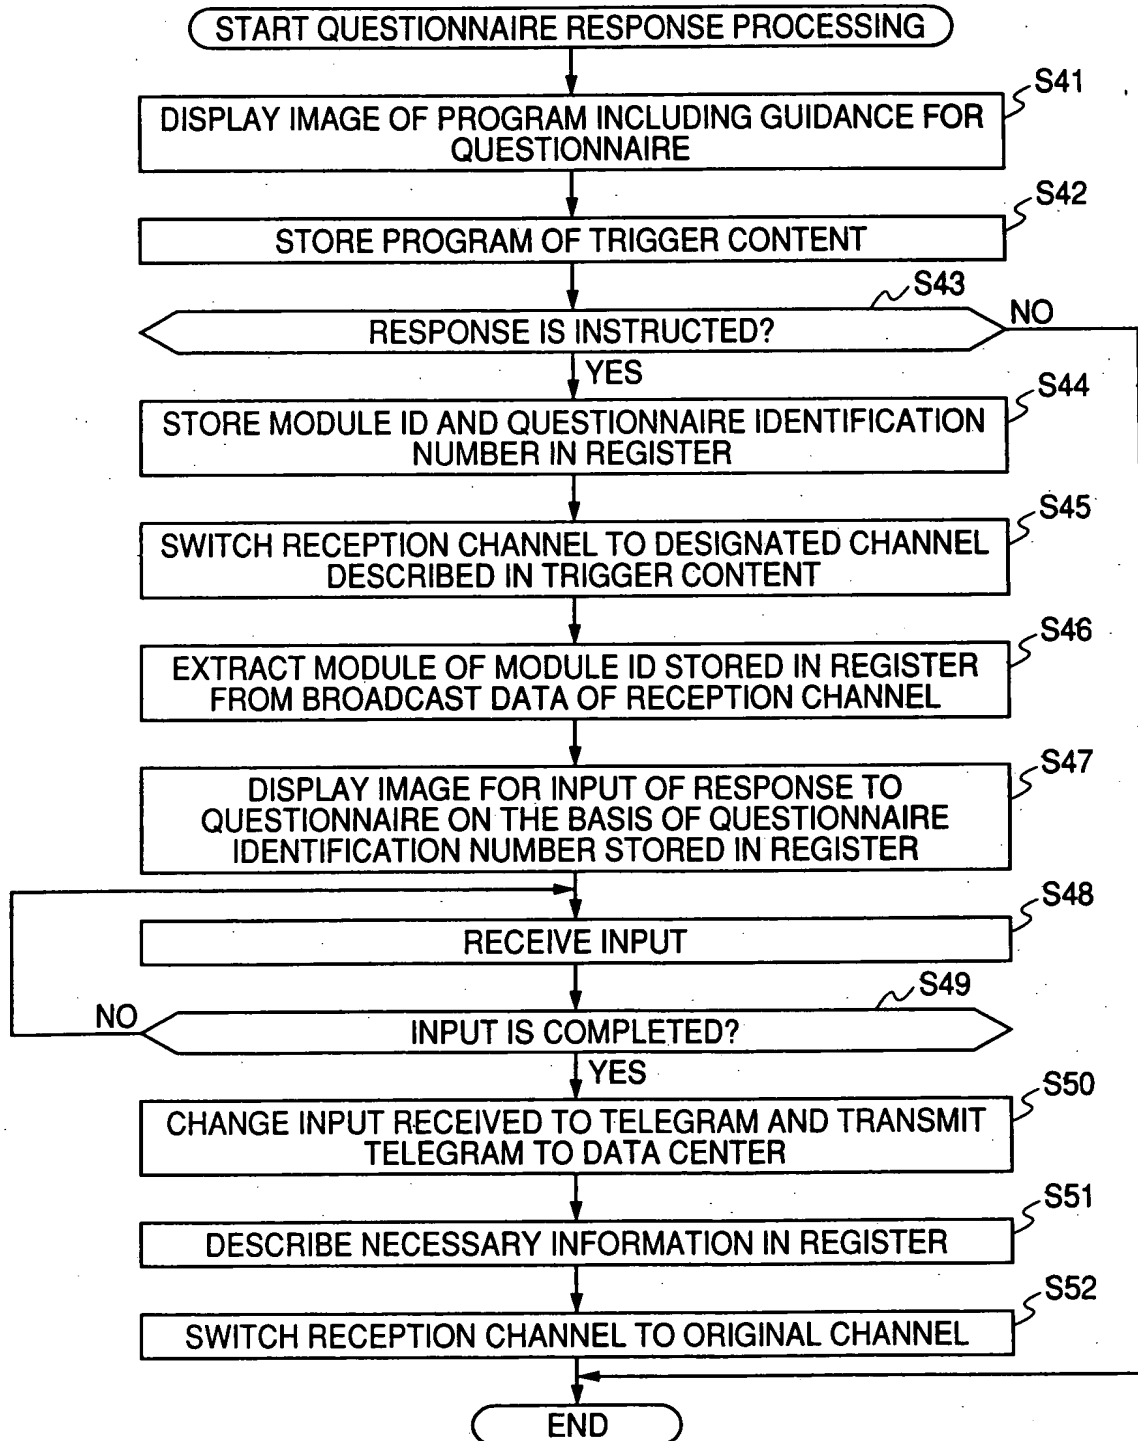 START QUESTIONNAIRE RESPONSE PROCESSING
S41
DISPLAY IMAGE OF PROGRAM INCLUDING GUIDANCE FOR
QUESTIONNAIRE
S42
STORE PROGRAM OF TRIGGER CONTENT
S43
RESPONSE IS INSTRUCTED?
NO
YES
S44
STORE MODULE ID AND QUESTIONNAIRE IDENTIFICATION
NUMBER IN REGISTER
S45
SWITCH RECEPTION CHANNEL TO DESIGNATED CHANNEL
DESCRIBED IN TRIGGER CONTENT
S46
EXTRACT MODULE OF MODULE ID STORED IN REGISTER
FROM BROADCAST DATA OF RECEPTION CHANNEL
S47
DISPLAY IMAGE FOR INPUT OF RESPONSE TO
QUESTIONNAIRE ON THE BASIS OF QUESTIONNAIRE
IDENTIFICATION NUMBER STORED IN REGISTER
S48
RECEIVE INPUT
S49
NO
INPUT IS COMPLETED?
YES
S50
CHANGE INPUT RECEIVED TO TELEGRAM AND TRANSMIT
TELEGRAM TO DATA CENTER
S51
DESCRIBE NECESSARY INFORMATION IN REGISTER
S52
SWITCH RECEPTION CHANNEL TO ORIGINAL CHANNEL
END